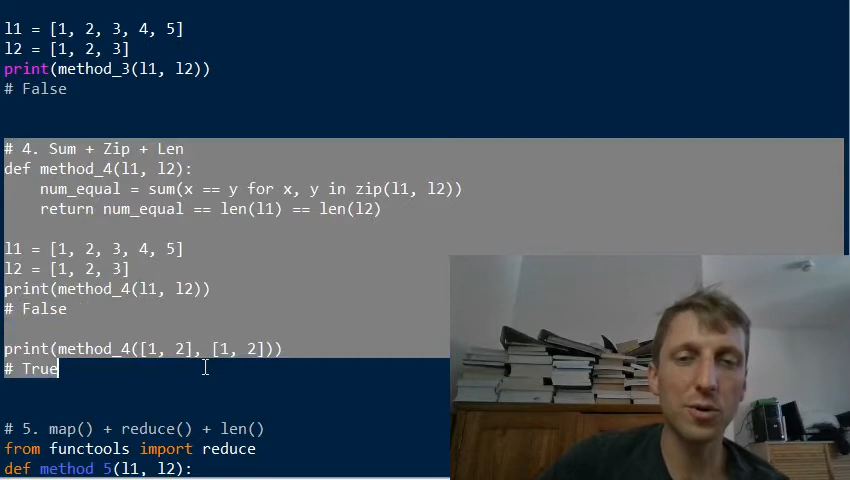 l1 = [1, 2, 3, 4, 5]
l2 = [1, 2, 3]
print(method_3(l1, l2))
# False
# 4. Sum + Zip + Len
def method_4(l1, l2):
num_equal = sum(x == y for x, y in zip(l1, l2))
return num_equal == len(l1) == len(l2)
l1 = [1, 2, 3, 4, 5]
l2 = [1, 2, 3]
print(method_4(l1, l2))
# False
print(method_4([1, 2], [1, 2]))
# True
# 5. map() + reduce() + len()
from functools import reduce
def method 5(l1, l2):